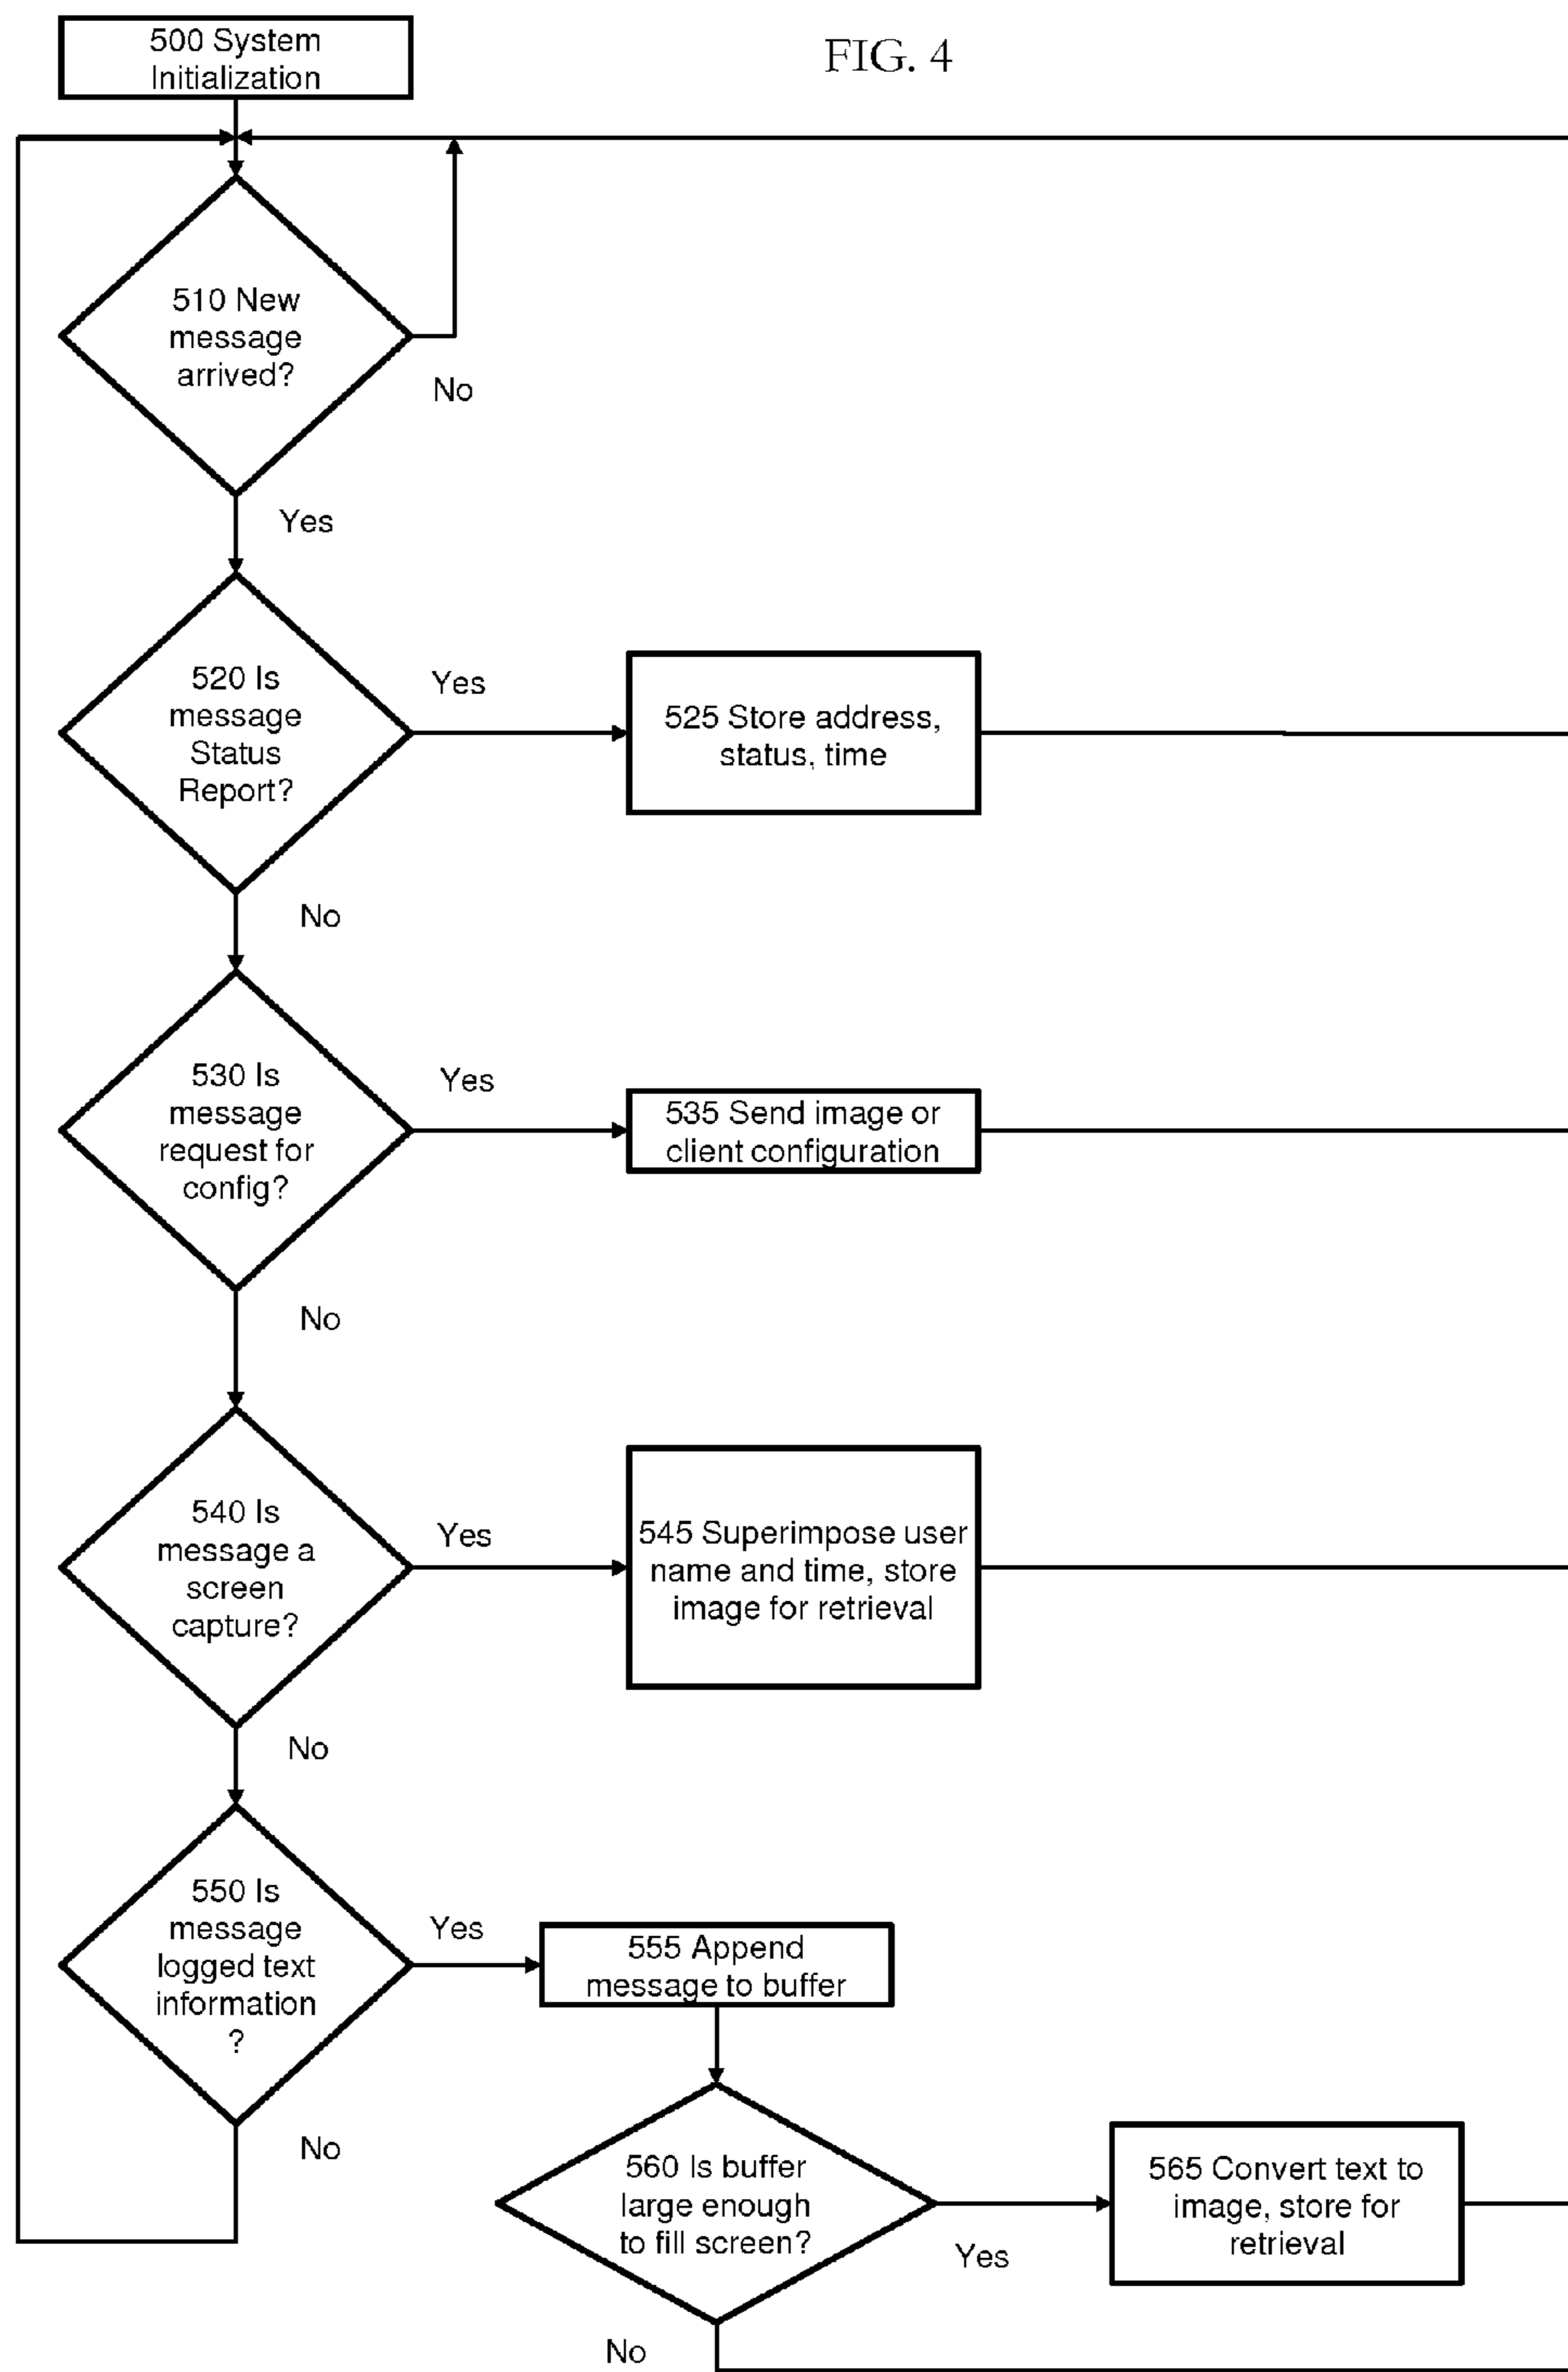 500 System
Initialization
FIG. 4
510 New
message
arrived?
No
Yes
520 Is
message
Status
Report?
Yes
525 Store address,
status, time
No
530 Is
message
request for
config?
Yes
535 Send image or
client configuration
No
540 Is
message a
screen
capture?
Yes
545 Superimpose user
name and time, store
image for retrieval
No
550 Is
message
logged text
information
?
Yes
555 Append
message to buffer
No
560 Is buffer
large enough
to fill screen?
Yes
565 Convert text to
image, store for
retrieval
No